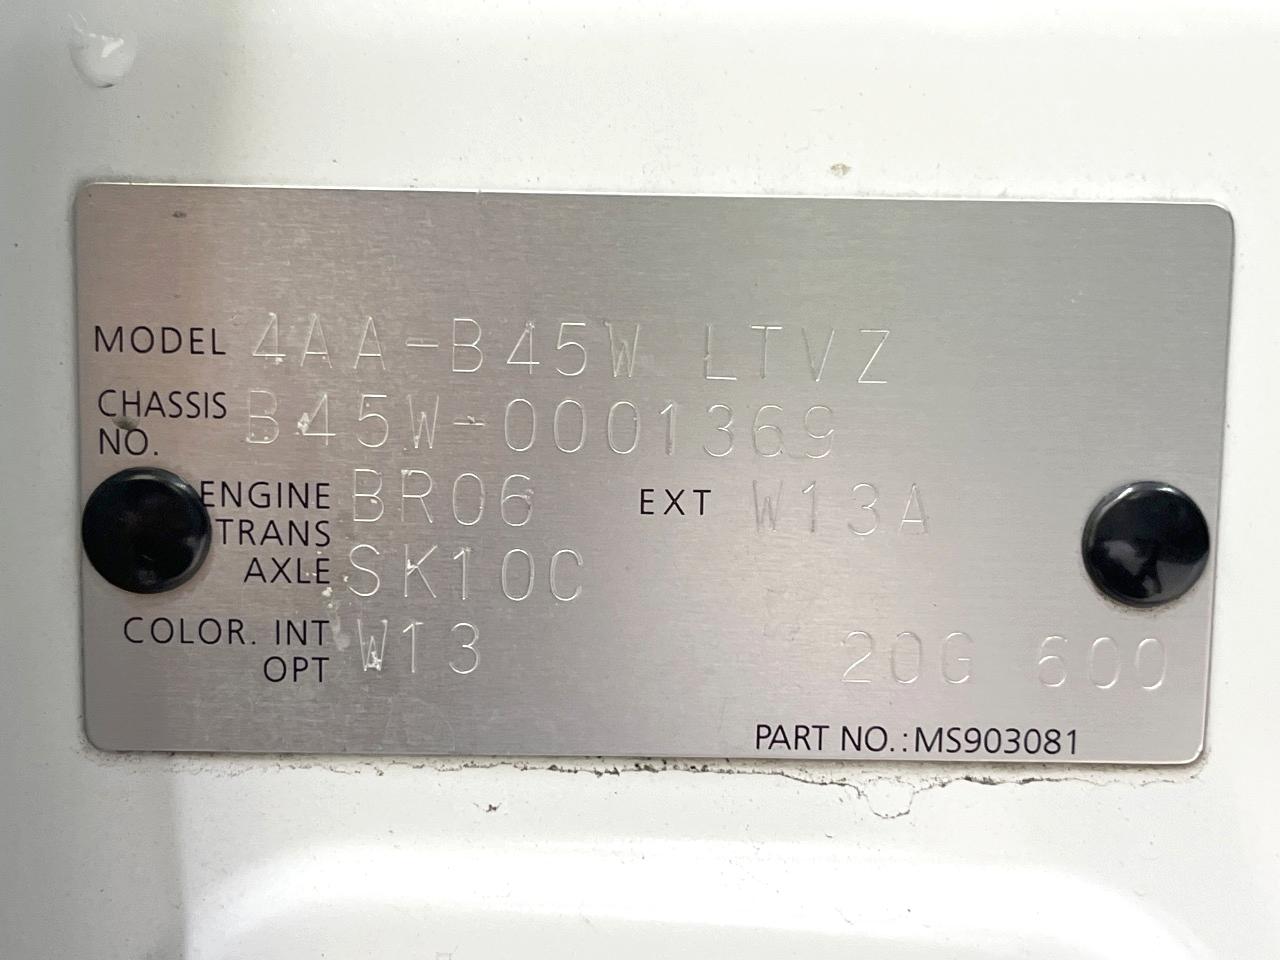 MODEL 4AA-B45W LTVZ
CHASSIS NO. B45W-0001369
ENGINE BR06 EXT W13A
TRANS AXLE SK10C
COLOR. INT OPT W13 20G 600
PART NO.:MS903081